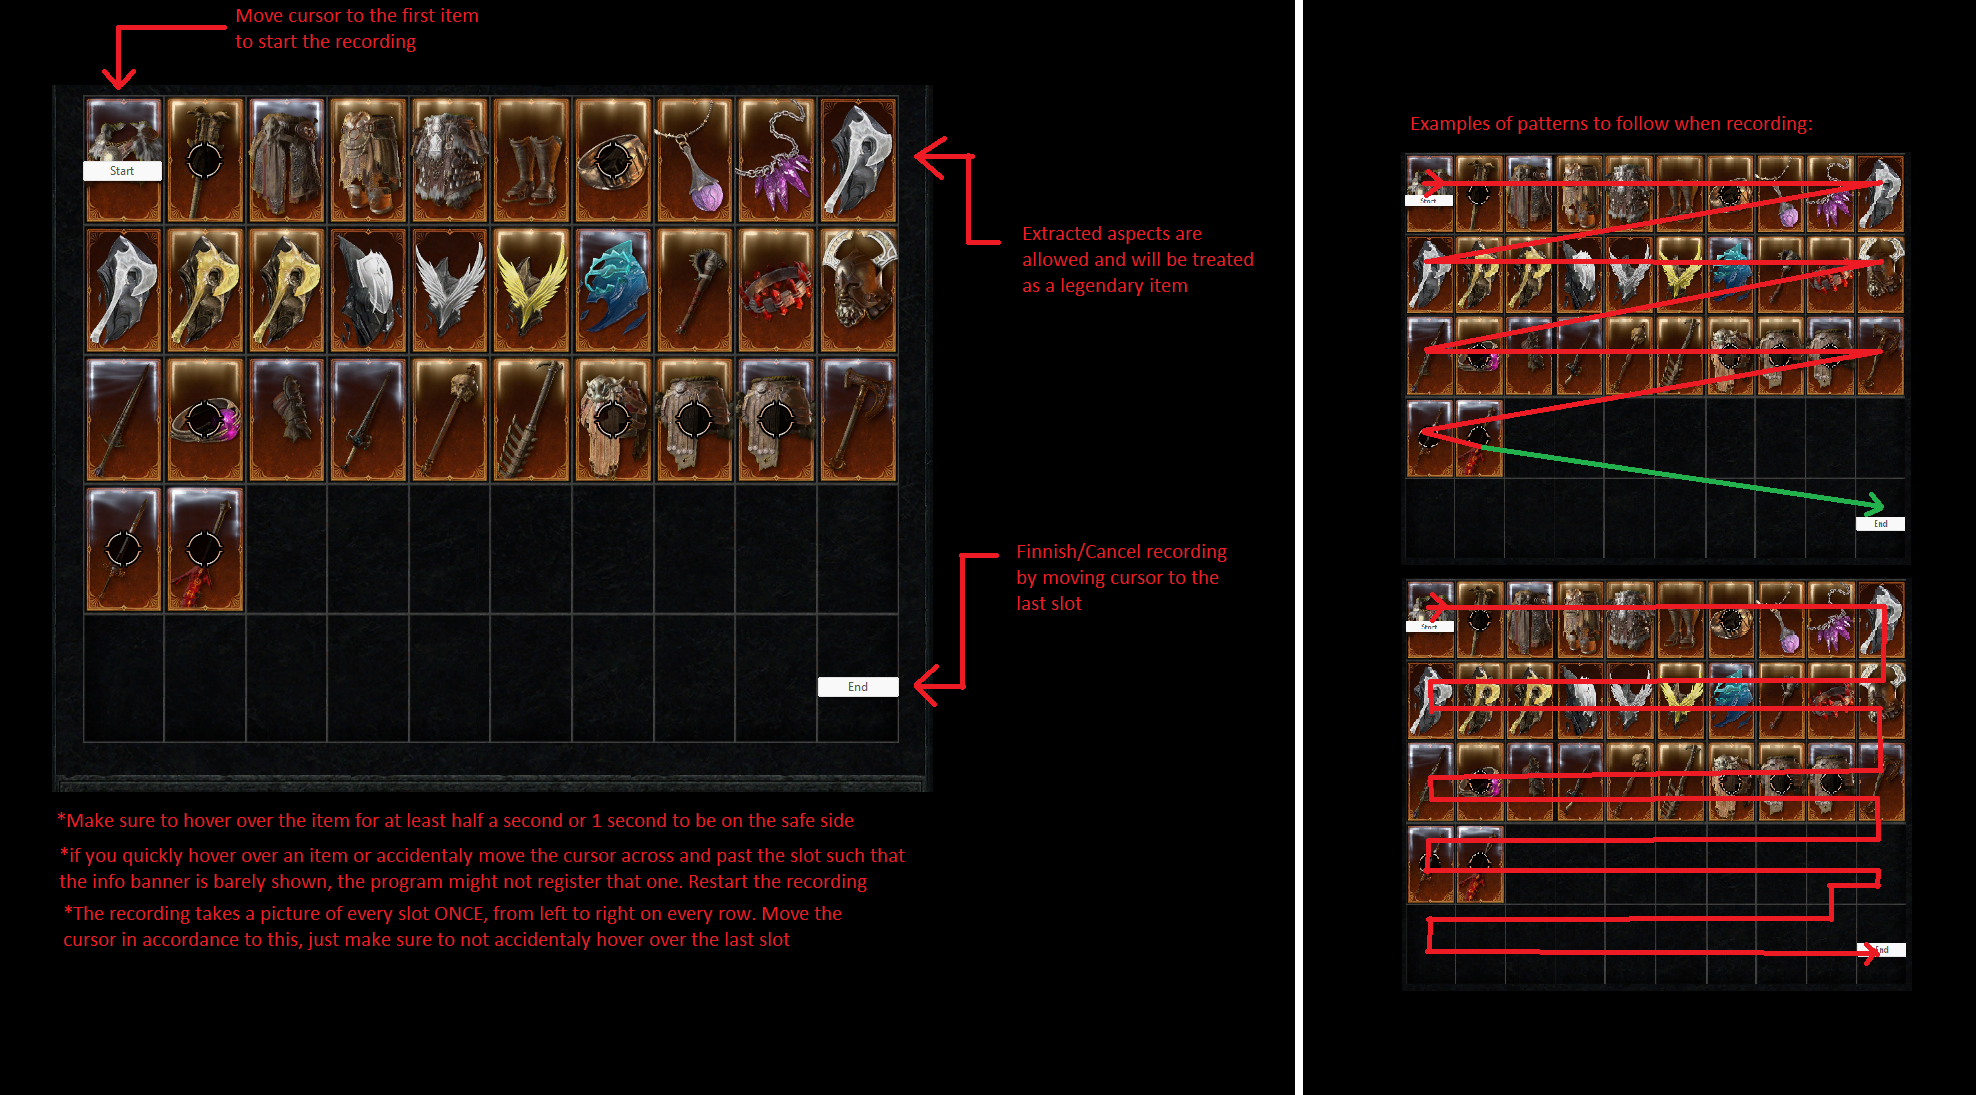 Move cursor to the first item
to start the recording
Start
Extracted aspects are
allowed and will be treated
as a legendary item
Finnish/Cancel recording
by moving cursor to the
last slot
End
*Make sure to hover over the item for at least half a second or 1 second to be on the safe side
*if you quickly hover over an item or accidentaly move the cursor across and past the slot such that
the info banner is barely shown, the program might not register that one. Restart the recording
*The recording takes a picture of every slot ONCE, from left to right on every row. Move the
cursor in accordance to this, just make sure to not accidentaly hover over the last slot
Examples of patterns to follow when recording:
Start
End
Start
End